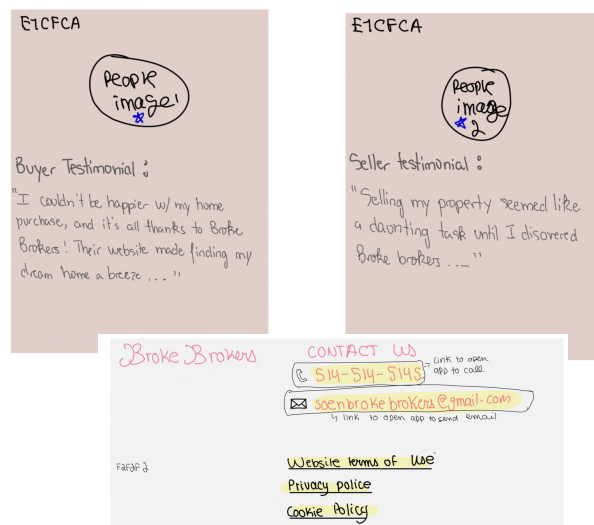 E1CFCA
People
image 1
Buyer Testimonial :
"I couldn't be happier w/ my home
purchase, and it's all thanks to Broke
Brokers! Their website made finding my
dream home a breeze ... "
E1CFCA
People
image
2
Seller testimonial :
"Selling my property seemed like
a daunting task until I disovered
Broke brokers ... "
Broke Brokers
CONTACT US
514-514-5145
link to open
app to call
soenbrokebrokers@gmail.com
link to open app to send email
F2F2F2
Website terms of Use
Privacy police
Cookie Policy